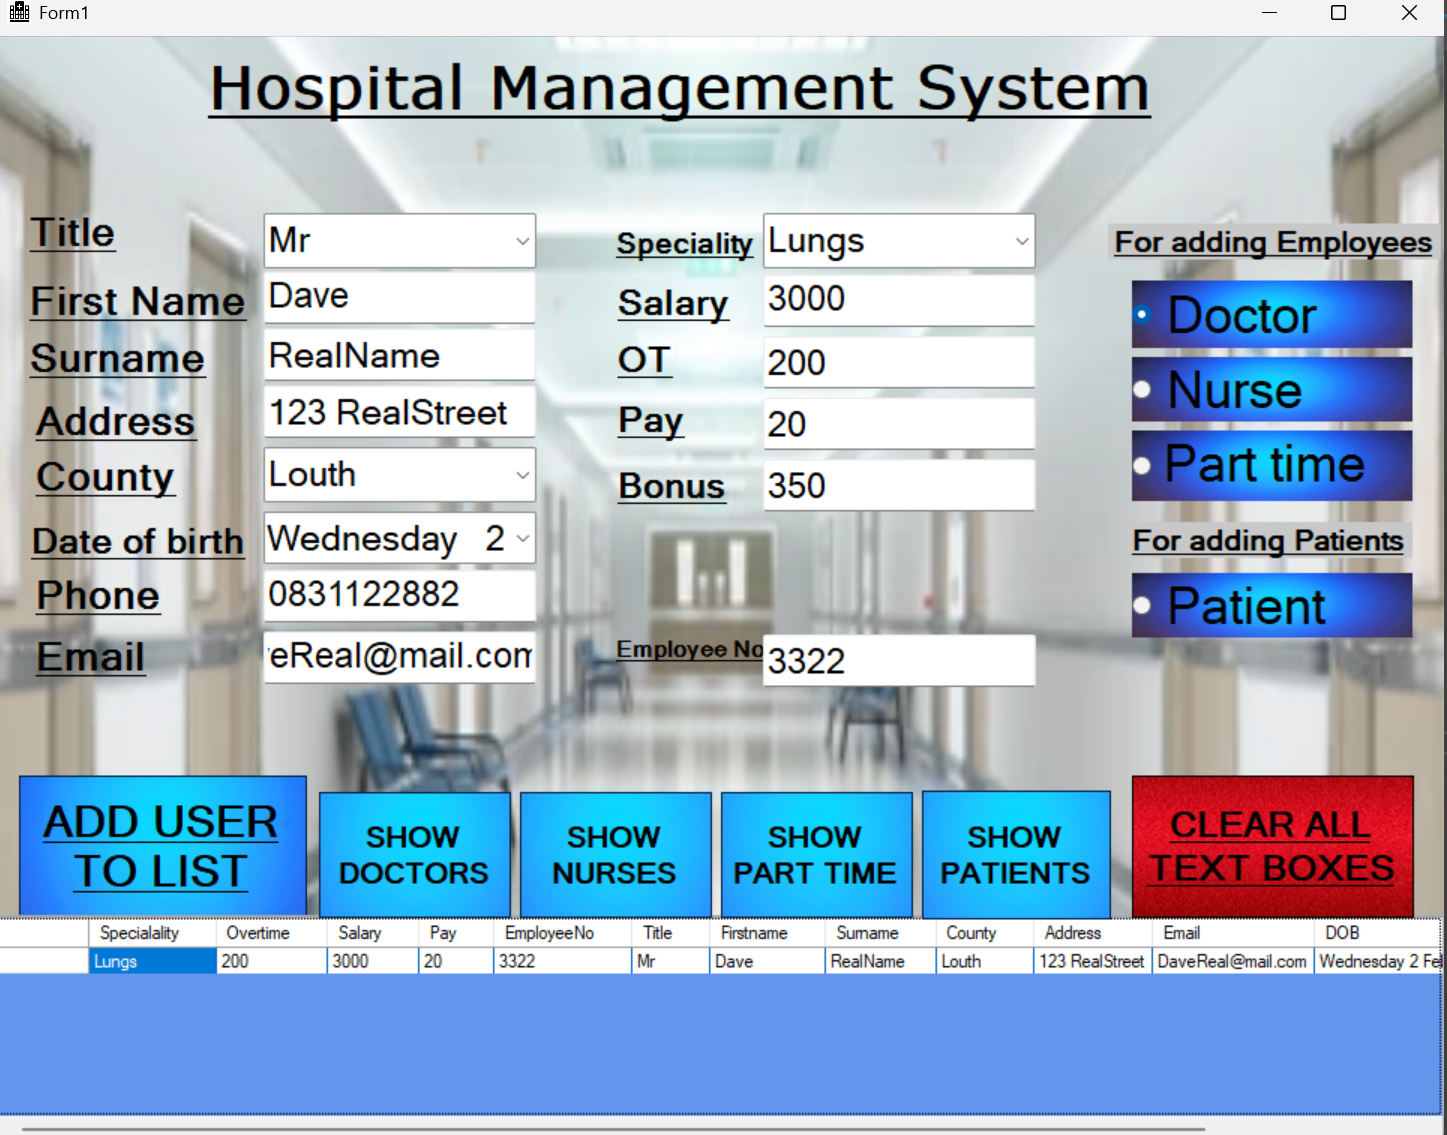 Form1
Hospital Management System
Title
Mr
First Name
Dave
Surname
RealName
Address
123 RealStreet
County
Louth
Date of birth
Wednesday 2
Phone
0831122882
Email
eReal@mail.com
Speciality
Lungs
Salary
3000
OT
200
Pay
20
Bonus
350
Employee No
3322
For adding Employees
Doctor
Nurse
Part time
For adding Patients
Patient
ADD USER
TO LIST
SHOW
DOCTORS
SHOW
NURSES
SHOW
PART TIME
SHOW
PATIENTS
CLEAR ALL
TEXT BOXES
Specialality Overtime Salary Pay EmployeeNo Title Firstname Surname County Address Email DOB
Lungs 200 3000 20 3322 Mr Dave RealName Louth 123 RealStreet DaveReal@mail.com Wednesday 2 Fe